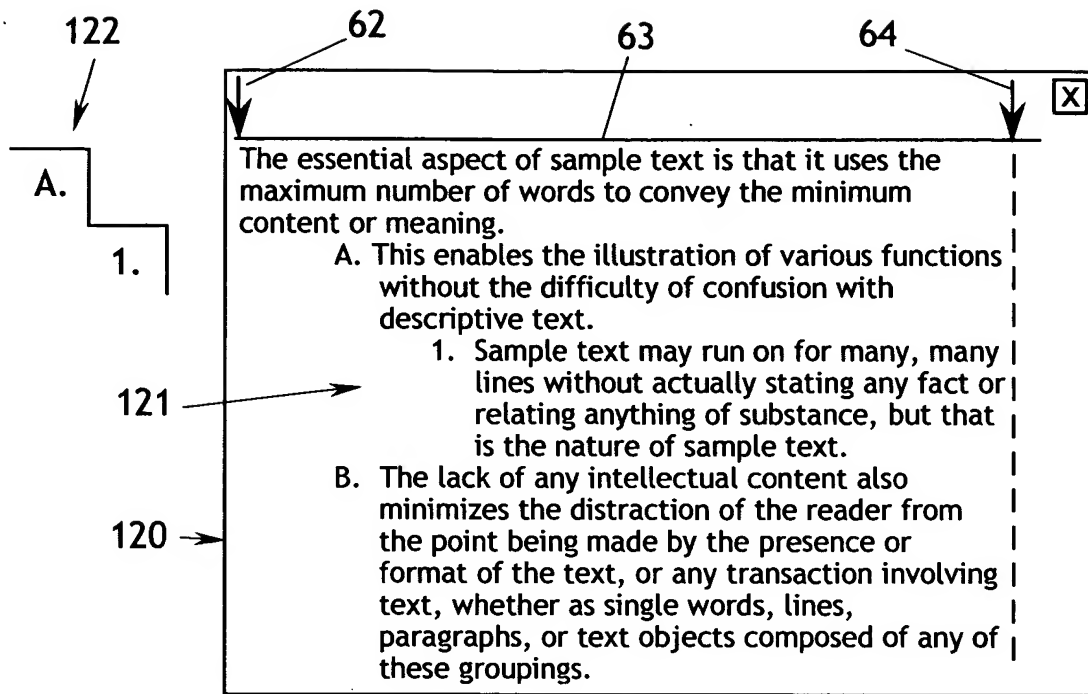 122
62
63
64
X
The essential aspect of sample text is that it uses the
maximum number of words to convey the minimum
content or meaning.
A.
A. This enables the illustration of various functions
without the difficulty of confusion with
descriptive text.
1.
1. Sample text may run on for many, many
lines without actually stating any fact or
relating anything of substance, but that
is the nature of sample text.
121
B. The lack of any intellectual content also
minimizes the distraction of the reader from
the point being made by the presence or
format of the text, or any transaction involving
text, whether as single words, lines,
paragraphs, or text objects composed of any of
these groupings.
120